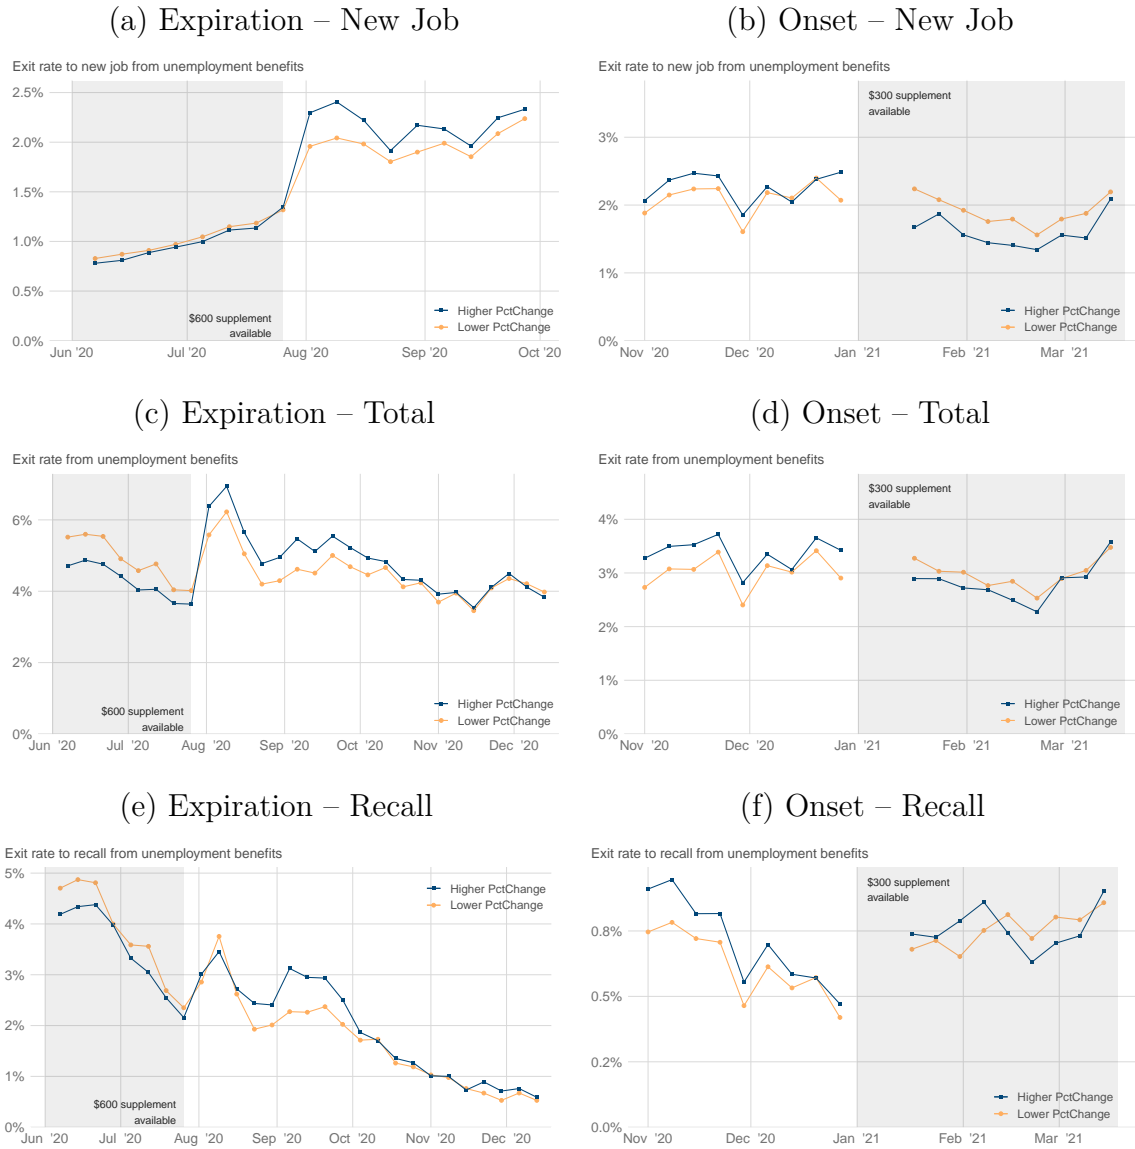 (a) Expiration – New Job
Exit rate to new job from unemployment benefits
2.5%
2.0%
1.5%
1.0%
0.5%
0.0%
$600 supplement
available
Higher PctChange
Lower PctChange
Jun '20
Jul '20
Aug '20
Sep '20
Oct '20
(b) Onset – New Job
Exit rate to new job from unemployment benefits
$300 supplement
available
3%
2%
1%
0%
Higher PctChange
Lower PctChange
Nov '20
Dec '20
Jan '21
Feb '21
Mar '21
(c) Expiration – Total
Exit rate from unemployment benefits
6%
4%
2%
0%
$600 supplement
available
Higher PctChange
Lower PctChange
Jun '20
Jul '20
Aug '20
Sep '20
Oct '20
Nov '20
Dec '20
(d) Onset – Total
Exit rate from unemployment benefits
$300 supplement
available
4%
3%
2%
1%
0%
Higher PctChange
Lower PctChange
Nov '20
Dec '20
Jan '21
Feb '21
Mar '21
(e) Expiration – Recall
Exit rate to recall from unemployment benefits
5%
4%
3%
2%
1%
0%
Higher PctChange
Lower PctChange
$600 supplement
available
Jun '20
Jul '20
Aug '20
Sep '20
Oct '20
Nov '20
Dec '20
(f) Onset – Recall
Exit rate to recall from unemployment benefits
$300 supplement
available
0.8%
0.5%
0.2%
0.0%
Higher PctChange
Lower PctChange
Nov '20
Dec '20
Jan '21
Feb '21
Mar '21